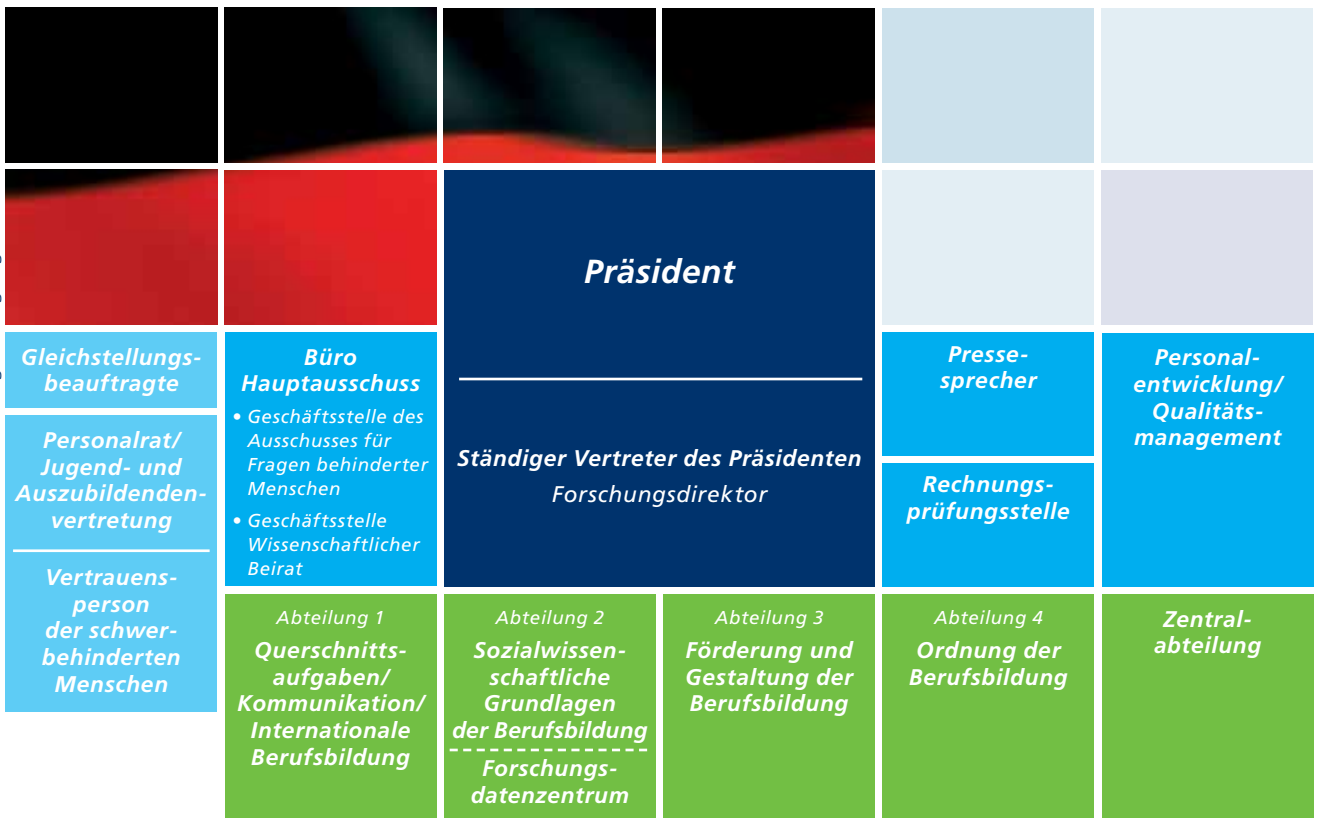 Präsident
Ständiger Vertreter des Präsidenten
Forschungsdirektor
Gleichstellungs-
beauftragte
Personalrat/
Jugend- und
Auszubildenden-
vertretung
Vertrauens-
person
der schwer-
behinderten
Menschen
Büro
Hauptausschuss
• Geschäftsstelle des
Ausschusses für
Fragen behinderter
Menschen
• Geschäftsstelle
Wissenschaftlicher
Beirat
Presse-
sprecher
Rechnungs-
prüfungsstelle
Personal-
entwicklung/
Qualitäts-
management
Abteilung 1
Querschnitts-
aufgaben/
Kommunikation/
Internationale
Berufsbildung
Abteilung 2
Sozialwissen-
schaftliche
Grundlagen
der Berufsbildung
Forschungs-
datenzentrum
Abteilung 3
Förderung und
Gestaltung der
Berufsbildung
Abteilung 4
Ordnung der
Berufsbildung
Zentral-
abteilung